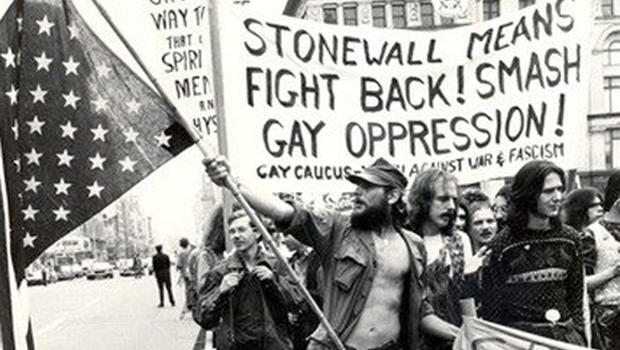 WAY T
THAT
SPIRI
MEN
STONEWALL MEANS
FIGHT BACK! SMASH
GAY OPPRESSION!
GAY CAUCUS- AGAINST WAR & FASCISM